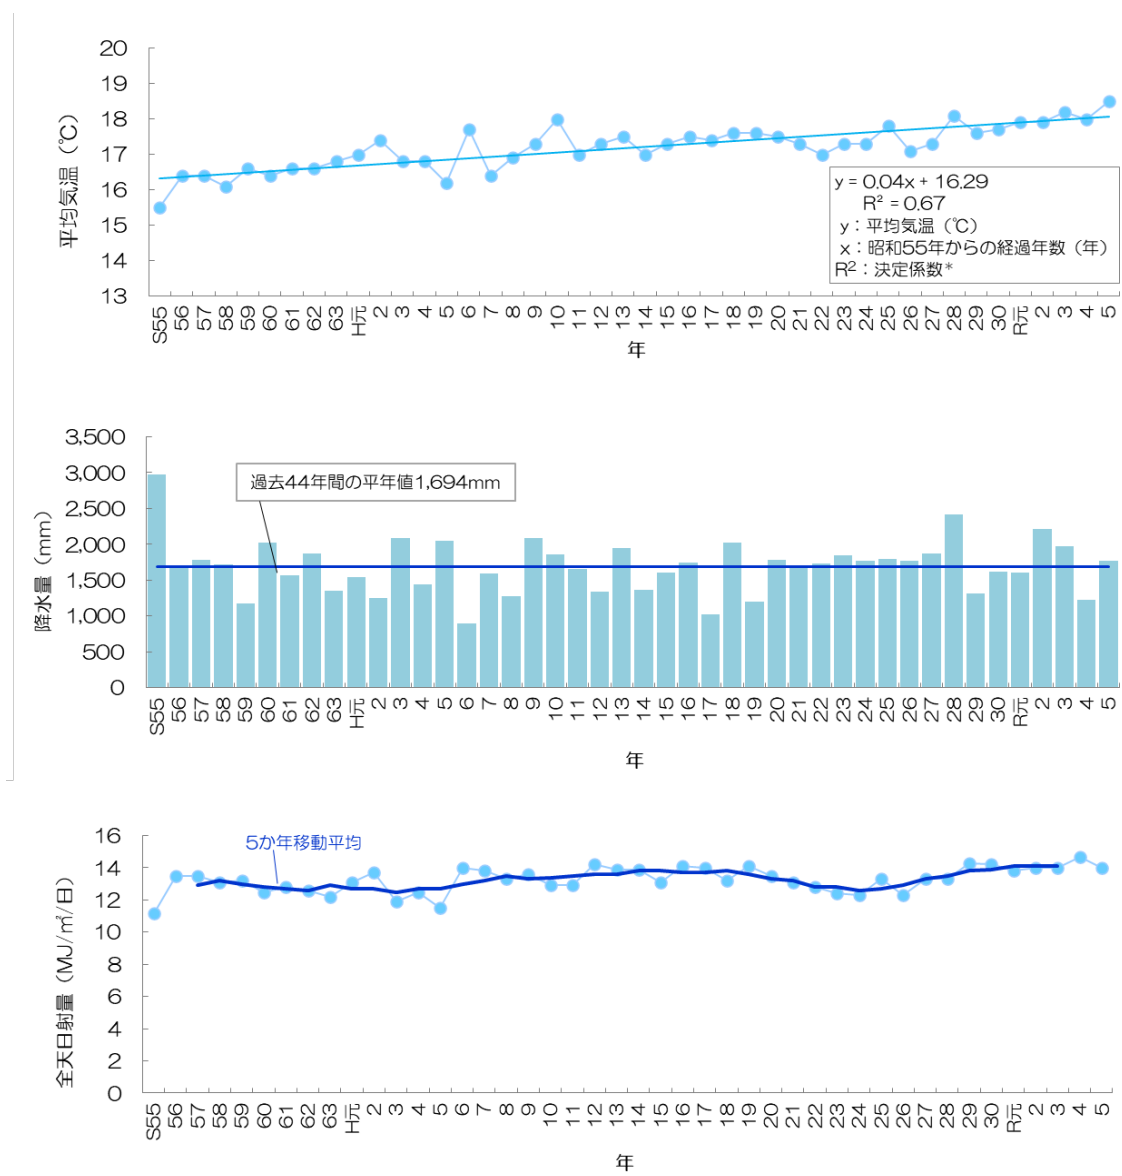 平均気温（℃）
20
19
18
17
16
15
14
13
y = 0.04x + 16.29
R² = 0.67
y：平均気温（℃）
x：昭和55年からの経過年数（年）
R²：決定係数*
S55 56 57 58 59 60 61 62 63 H元 2 3 4 5 6 7 8 9 10 11 12 13 14 15 16 17 18 19 20 21 22 23 24 25 26 27 28 29 30 R元 2 3 4 5
年
降水量（mm）
3,500
3,000
2,500
2,000
1,500
1,000
500
0
過去44年間の平年値1,694mm
S55 56 57 58 59 60 61 62 63 H元 2 3 4 5 6 7 8 9 10 11 12 13 14 15 16 17 18 19 20 21 22 23 24 25 26 27 28 29 30 R元 2 3 4 5
年
全天日射量（MJ/㎡/日）
16
14
12
10
8
6
4
2
0
5か年移動平均
S55 56 57 58 59 60 61 62 63 H元 2 3 4 5 6 7 8 9 10 11 12 13 14 15 16 17 18 19 20 21 22 23 24 25 26 27 28 29 30 R元 2 3 4 5
年